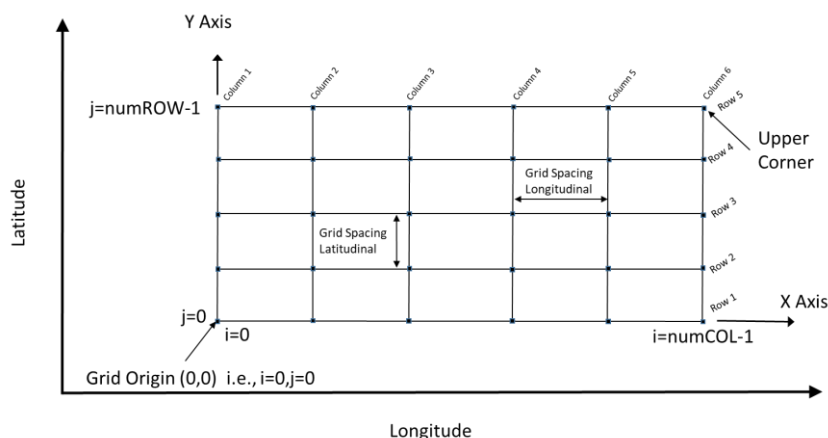 Y Axis
Column 1
Column 2
Column 3
Column 4
Column 5
Column 6
j=numROW-1
Row 5
Upper
Corner
Row 4
Grid Spacing
Longitudinal
Latitude
Row 3
Grid Spacing
Latitudinal
Row 2
Row 1
X Axis
j=0
i=0
i=numCOL-1
Grid Origin (0,0) i.e., i=0,j=0
Longitude